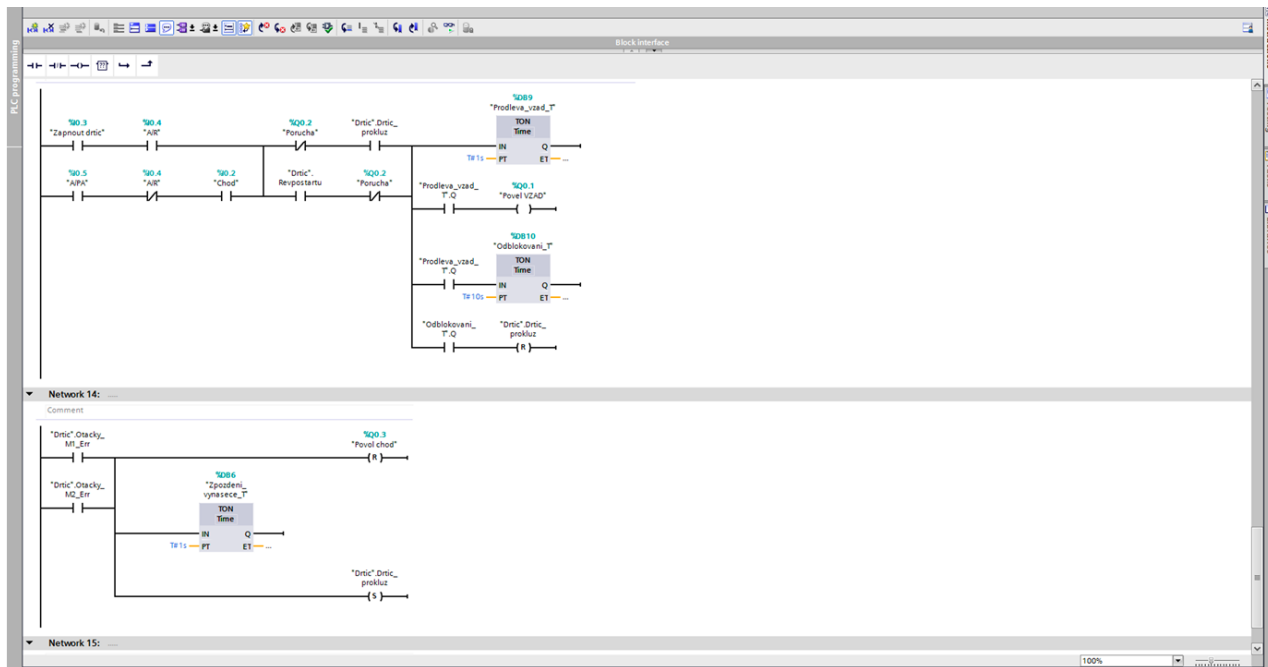 Block interface
PLC programming
%DB9
"Prodleva_vzad_T"
%I0.3
"Zapnout drtic"
%I0.4
"A/R"
%Q0.2
"Porucha"
"Drtic".Drtic_
prokluz
TON
Time
IN
Q
T#1s
PT
ET
...
%I0.5
"A/PA"
%I0.4
"A/R"
%I0.2
"Chod"
"Drtic".
Revpostartu
%Q0.2
"Porucha"
"Prodleva_vzad_
T".Q
%Q0.1
"Povel VZAD"
%DB10
"Odblokovani_T"
"Prodleva_vzad_
T".Q
TON
Time
IN
Q
T#10s
PT
ET
...
"Odblokovani_
T".Q
"Drtic".Drtic_
prokluz
R
Network 14:
.....
Comment
"Drtic".Otacky_
M1_Err
%Q0.3
"Povol chod"
R
"Drtic".Otacky_
M2_Err
%DB6
"Zpozdeni_
vynasece_T"
TON
Time
IN
Q
T#1s
PT
ET
...
"Drtic".Drtic_
prokluz
S
Network 15:
.....
100%